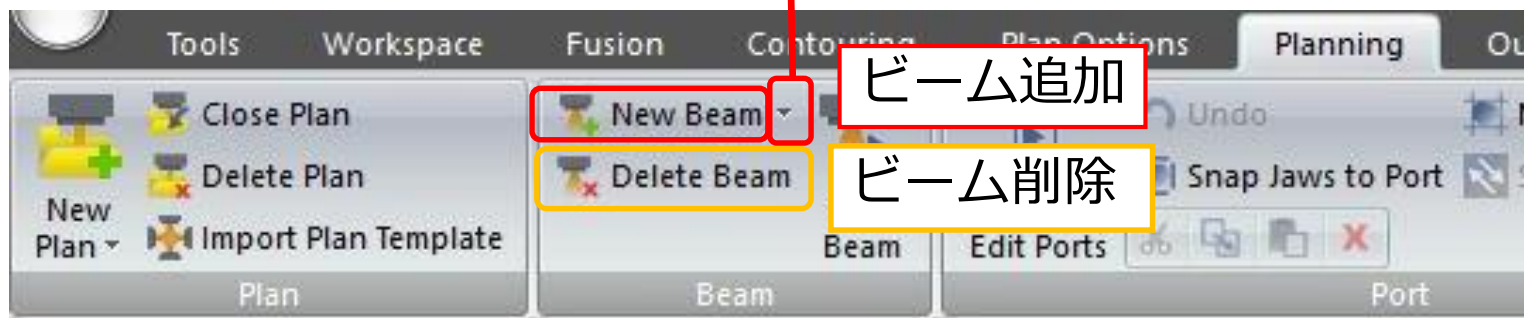 Tools Workspace Fusion Contouring Plan Options Planning Ou
Close Plan
Delete Plan
Import Plan Template
New
Plan
Plan
New Beam
Delete Beam
Beam
Beam
ビーム追加
ビーム削除
Undo
Snap Jaws to Port
Edit Ports
Port